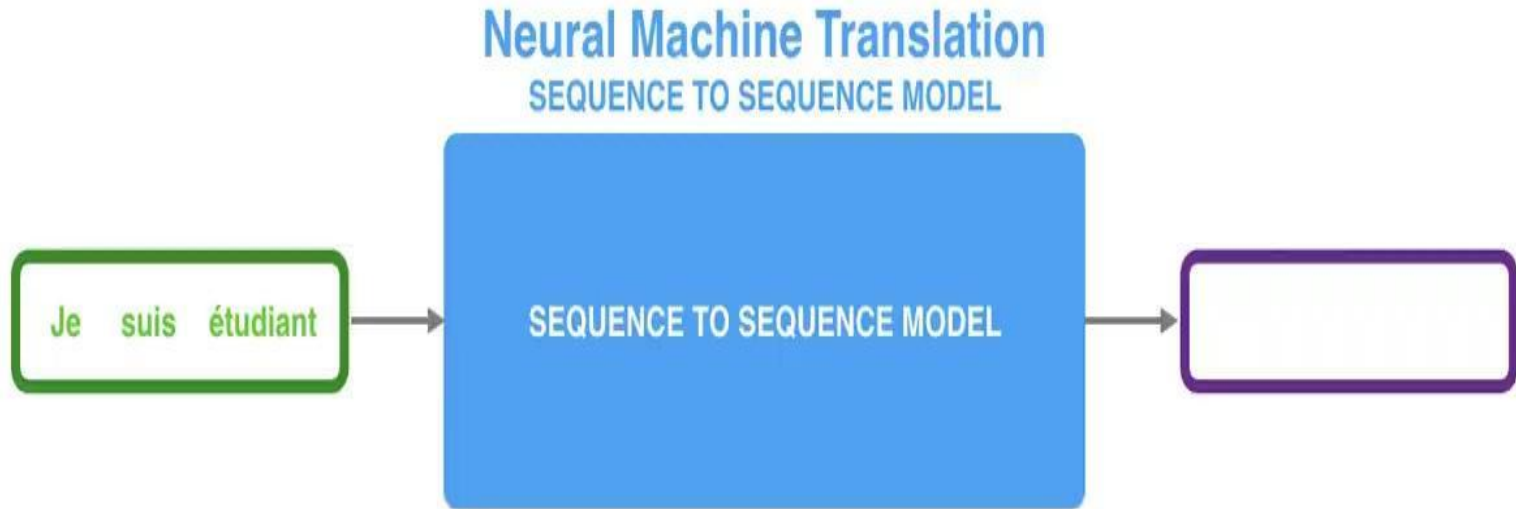 Neural Machine Translation
SEQUENCE TO SEQUENCE MODEL
Je suis étudiant
SEQUENCE TO SEQUENCE MODEL